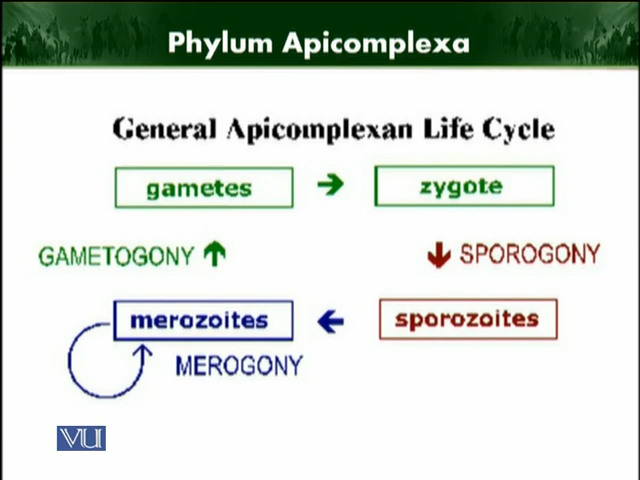 Phylum Apicomplexa
General Apicomplexan Life Cycle
gametes → zygote
GAMETOGONY ↑ ↓ SPOROGONY
merozoites ← sporozoites
MEROGONY
VU